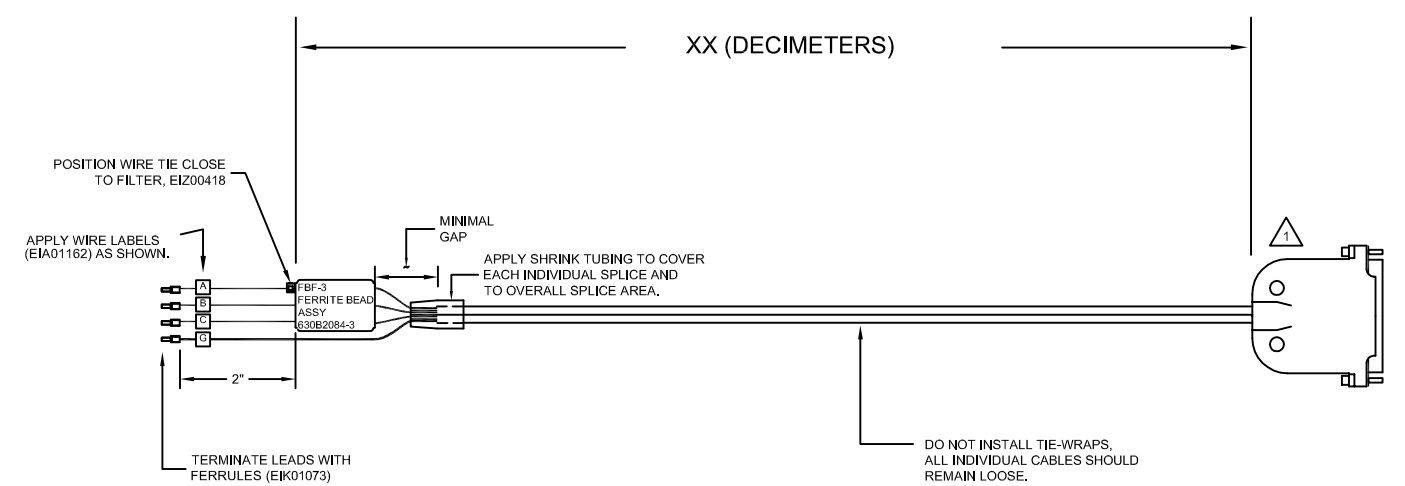 XX (DECIMETERS)
POSITION WIRE TIE CLOSE
TO FILTER, EIZ00418
APPLY WIRE LABELS
(EIA01162) AS SHOWN.
MINIMAL
GAP
~
APPLY SHRINK TUBING TO COVER
EACH INDIVIDUAL SPLICE AND
TO OVERALL SPLICE AREA.
1
A
B
C
G
FBF-3
FERRITE BEAD
ASSY
630B2084-3
2"
TERMINATE LEADS WITH
FERRULES (EIK01073)
DO NOT INSTALL TIE-WRAPS,
ALL INDIVIDUAL CABLES SHOULD
REMAIN LOOSE.